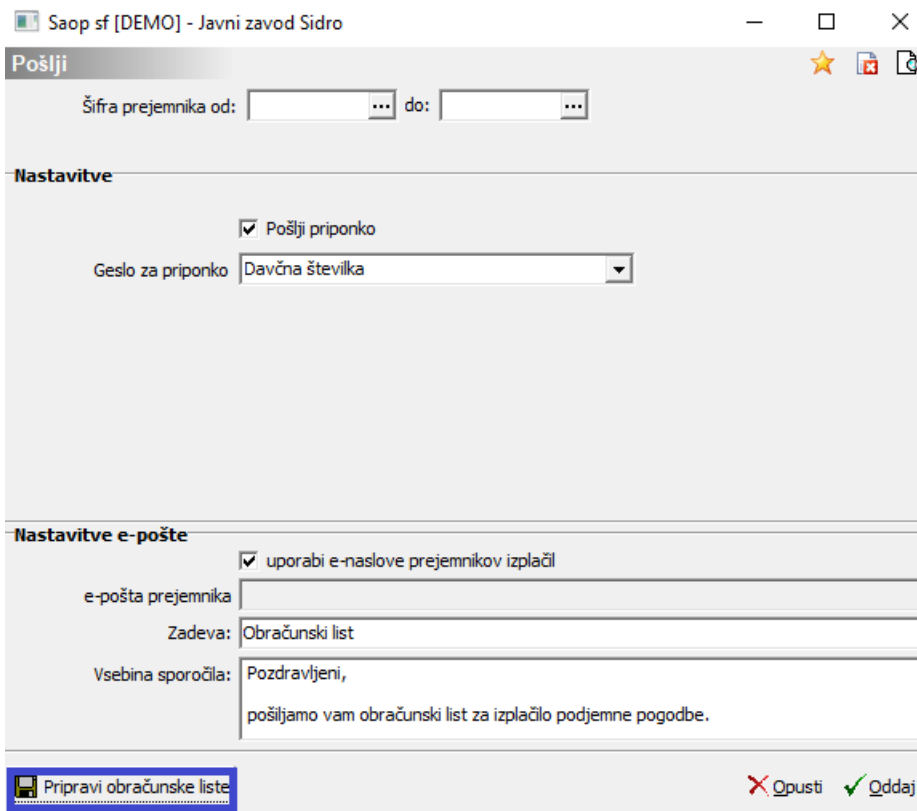 Saop sf [DEMO] - Javni zavod Sidro
Pošlji
Šifra prejemnika od: ... do: ...
Nastavitve
Pošlji priponko
Geslo za priponko Davčna številka
Nastavitve e-pošte
uporabi e-naslove prejemnikov izplačil
e-pošta prejemnika
Zadeva: Obračunski list
Vsebina sporočila: Pozdravljeni,
pošiljamo vam obračunski list za izplačilo podjemne pogodbe.
Pripravi obračunske liste Opusti Oddaj